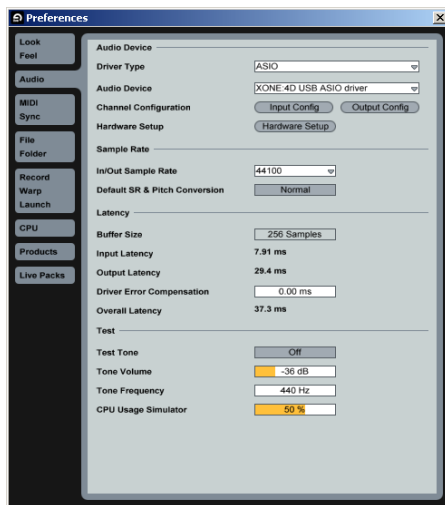 Preferences
Look
Feel
Audio
MIDI
Sync
File
Folder
Record
Warp
Launch
CPU
Products
Live Packs
Audio Device
Driver Type ASIO
Audio Device XONE:4D USB ASIO driver
Channel Configuration Input Config Output Config
Hardware Setup Hardware Setup
Sample Rate
In/Out Sample Rate 44100
Default SR & Pitch Conversion Normal
Latency
Buffer Size 256 Samples
Input Latency 7.91 ms
Output Latency 29.4 ms
Driver Error Compensation 0.00 ms
Overall Latency 37.3 ms
Test
Test Tone Off
Tone Volume -36 dB
Tone Frequency 440 Hz
CPU Usage Simulator 50 %